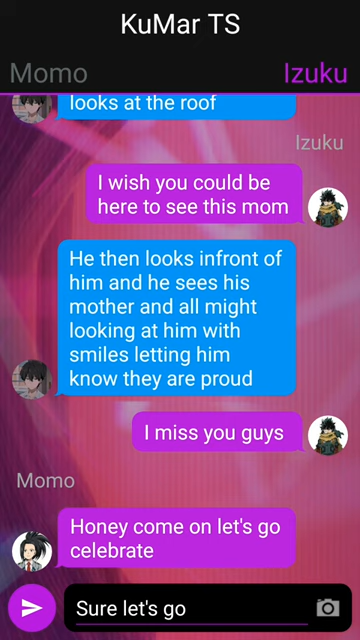 KuMar TS
Momo
Izuku
looks at the roof
Izuku
I wish you could be
here to see this mom
He then looks infront of
him and he sees his
mother and all might
looking at him with
smiles letting him
know they are proud
I miss you guys
Momo
Honey come on let's go
celebrate
Sure let's go